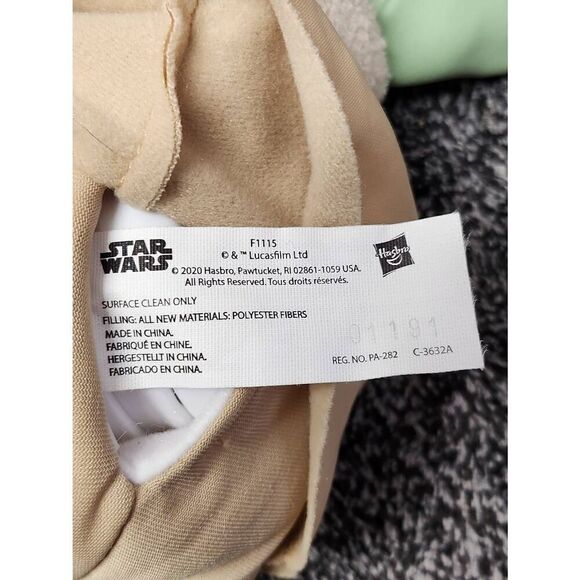 STAR
WARS
F1115
© & ™ Lucasfilm Ltd
© 2020 Hasbro, Pawtucket, RI 02861-1059 USA.
All Rights Reserved. Tous droits réservés.
Hasbro
SURFACE CLEAN ONLY
FILLING: ALL NEW MATERIALS: POLYESTER FIBERS
MADE IN CHINA.
FABRIQUÉ EN CHINE.
HERGESTELLT IN CHINA.
FABRICADO EN CHINA.
01191
REG. NO. PA-282 C-3632A